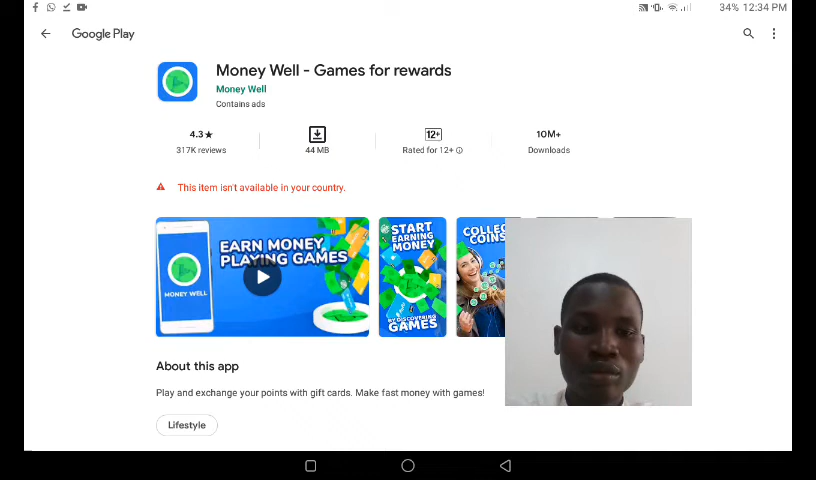 34% 12:34 PM
Google Play
Money Well - Games for rewards
Money Well
Contains ads
4.3★
317K reviews
44 MB
12+
Rated for 12+
10M+
Downloads
This item isn't available in your country.
EARN MONEY
PLAYING GAMES
MONEY WELL
START
EARNING
MONEY
BY DISCOVERING
GAMES
COINS
About this app
Play and exchange your points with gift cards. Make fast money with games!
Lifestyle